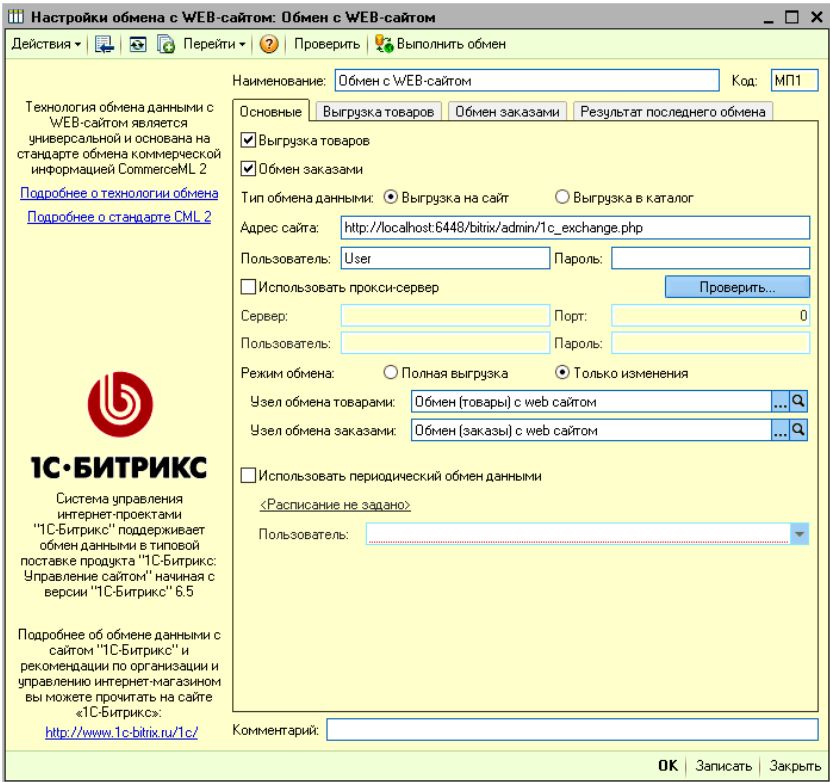 Настройки обмена с WEB-сайтом: Обмен с WEB-сайтом
Действия Перейти Проверить Выполнить обмен
Наименование: Обмен с WEB-сайтом Код: МП1
Технология обмена данными с
WEB-сайтом является
универсальной и основана на
стандарте обмена коммерческой
информацией CommerceML 2
Подробнее о технологии обмена
Подробнее о стандарте CML 2
1С·БИТРИКС
Система управления
интернет-проектами
"1С-Битрикс" поддерживает
обмен данными в типовой
поставке продукта "1С-Битрикс:
Управление сайтом" начиная с
версии "1С-Битрикс" 6.5
Подробнее об обмене данными с
сайтом "1С-Битрикс" и
рекомендации по организации и
управлению интернет-магазином
вы можете прочитать на сайте
«1С-Битрикс»:
http://www.1c-bitrix.ru/1c/
Основные Выгрузка товаров Обмен заказами Результат последнего обмена
Выгрузка товаров
Обмен заказами
Тип обмена данными: Выгрузка на сайт Выгрузка в каталог
Адрес сайта: http://localhost:6448/bitrix/admin/1c_exchange.php
Пользователь: User Пароль:
Использовать прокси-сервер Проверить...
Сервер: Порт: 0
Пользователь: Пароль:
Режим обмена: Полная выгрузка Только изменения
Узел обмена товарами: Обмен (товары) с web сайтом ...
Узел обмена заказами: Обмен (заказы) с web сайтом ...
Использовать периодический обмен данными
<Расписание не задано>
Пользователь:
Комментарий:
OK Записать Закрыть